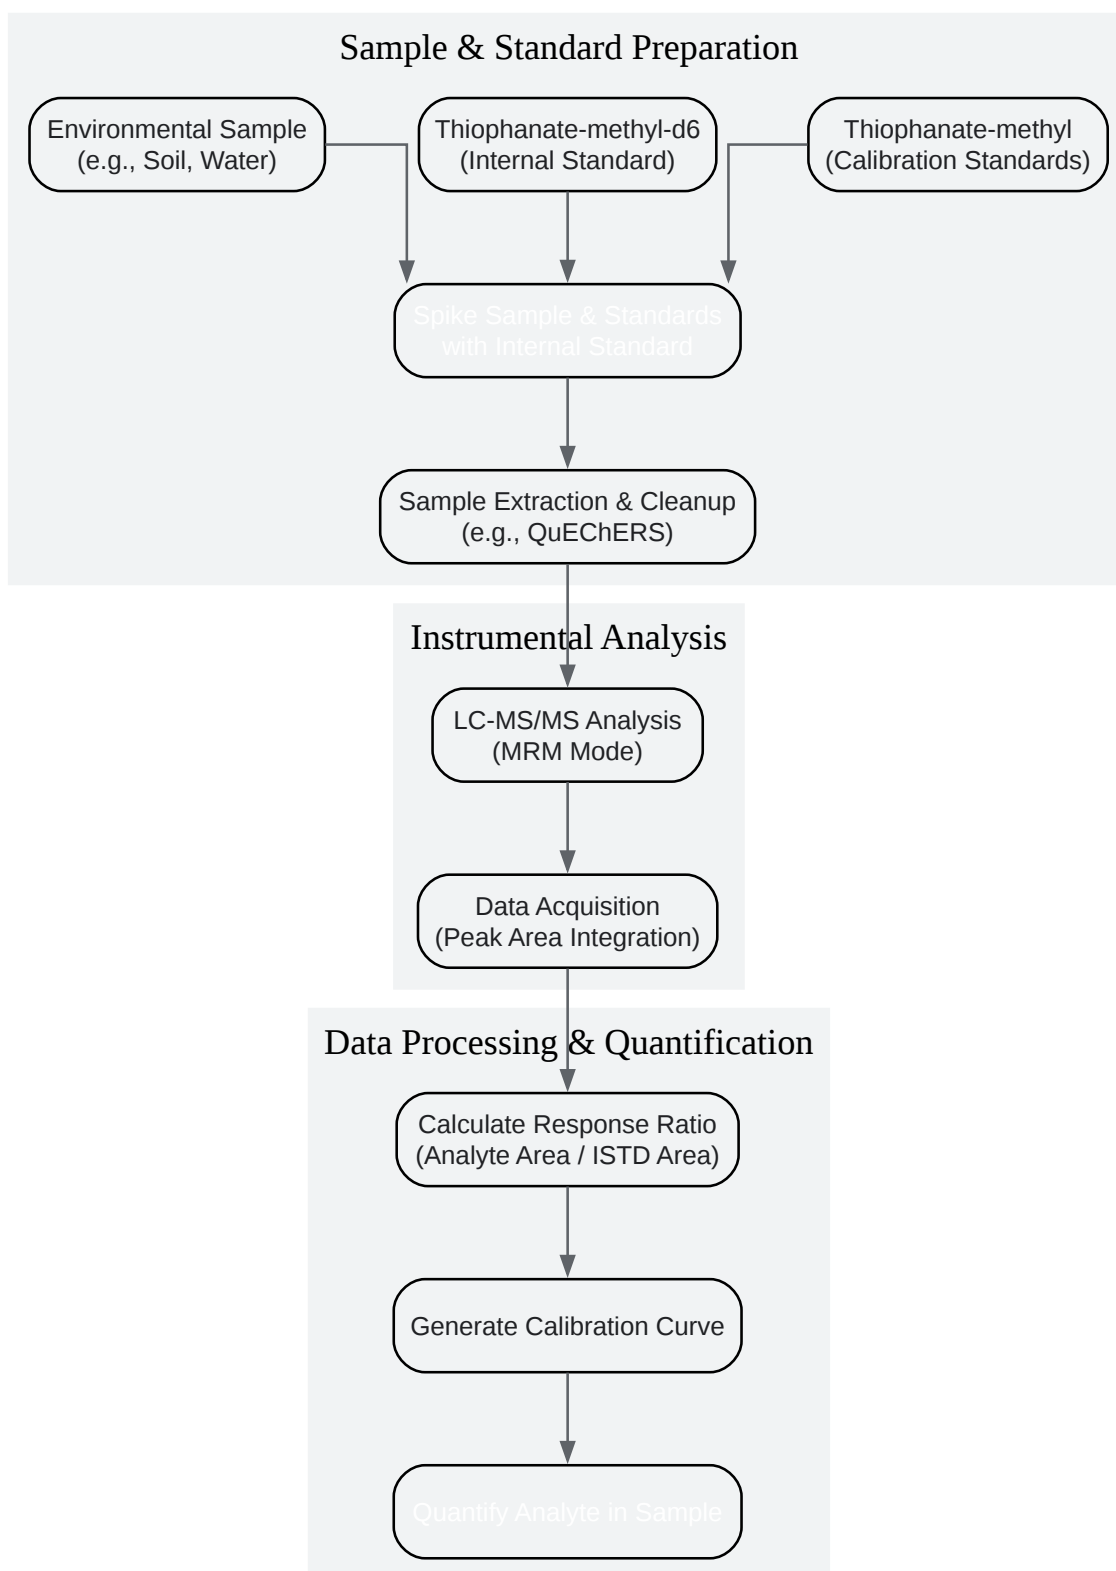 Sample & Standard Preparation
Environmental Sample
(e.g., Soil, Water)
Thiophanate-methyl-d6
(Internal Standard)
Thiophanate-methyl
(Calibration Standards)
Spike Sample & Standards
with Internal Standard
Sample Extraction & Cleanup
(e.g., QuEChERS)
Instrumental Analysis
LC-MS/MS Analysis
(MRM Mode)
Data Acquisition
(Peak Area Integration)
Data Processing & Quantification
Calculate Response Ratio
(Analyte Area / ISTD Area)
Generate Calibration Curve
Quantify Analyte in Sample